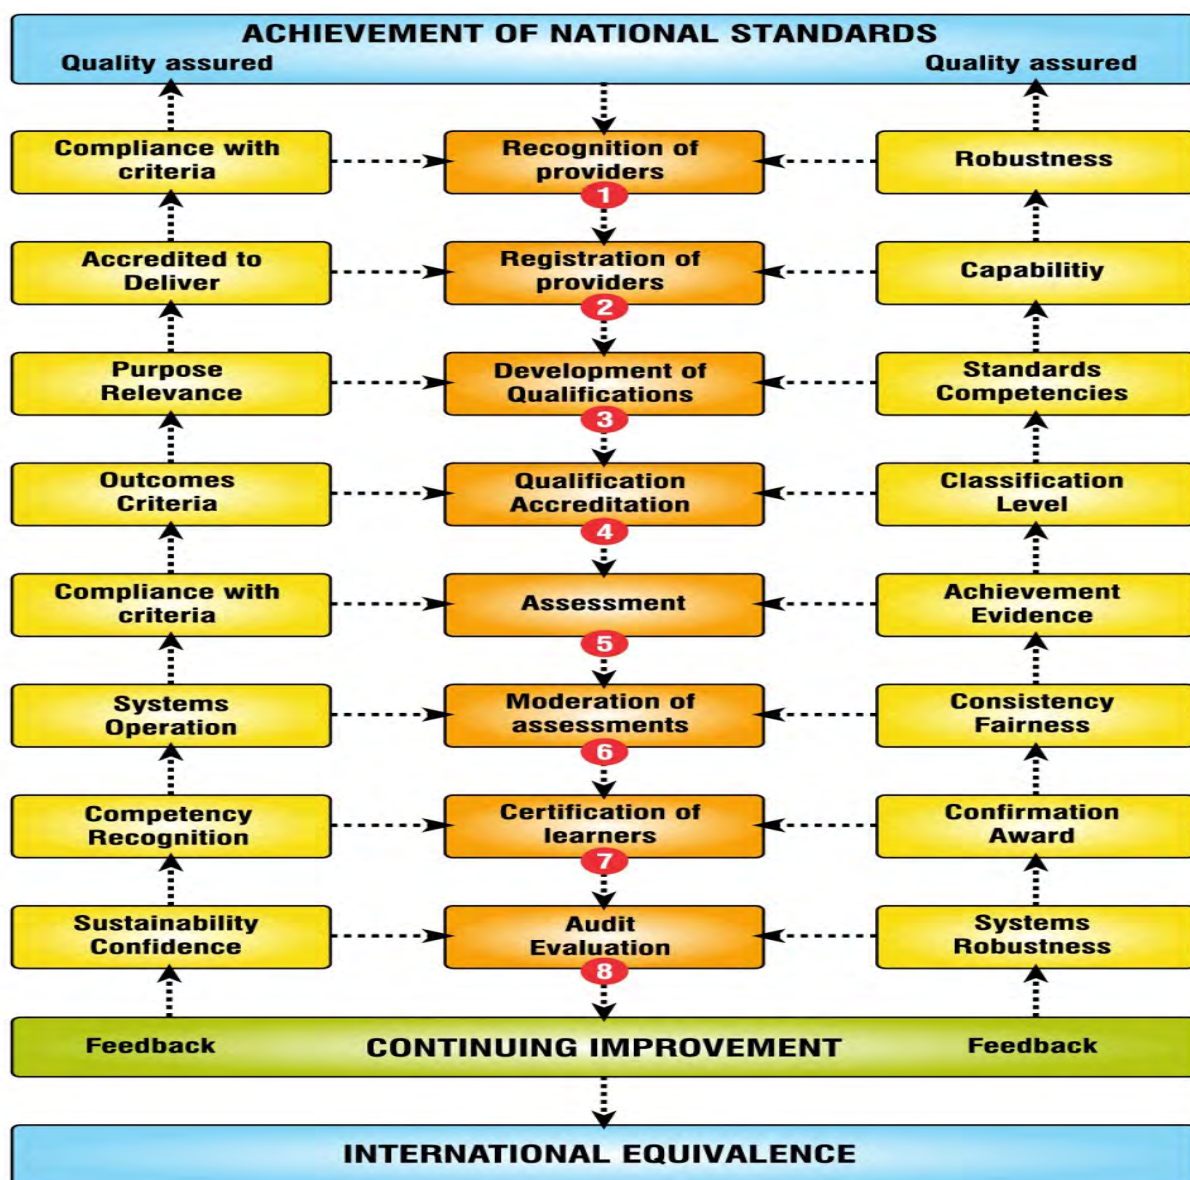 ACHIEVEMENT OF NATIONAL STANDARDS
Quality assured
Quality assured
Compliance with
criteria
Recognition of
providers
1
Robustness
Accredited to
Deliver
Registration of
providers
2
Capabilitiy
Purpose
Relevance
Development of
Qualifications
3
Standards
Competencies
Outcomes
Criteria
Qualification
Accreditation
4
Classification
Level
Compliance with
criteria
Assessment
5
Achievement
Evidence
Systems
Operation
Moderation of
assessments
6
Consistency
Fairness
Competency
Recognition
Certification of
learners
7
Confirmation
Award
Sustainability
Confidence
Audit
Evaluation
8
Systems
Robustness
Feedback
CONTINUING IMPROVEMENT
Feedback
INTERNATIONAL EQUIVALENCE